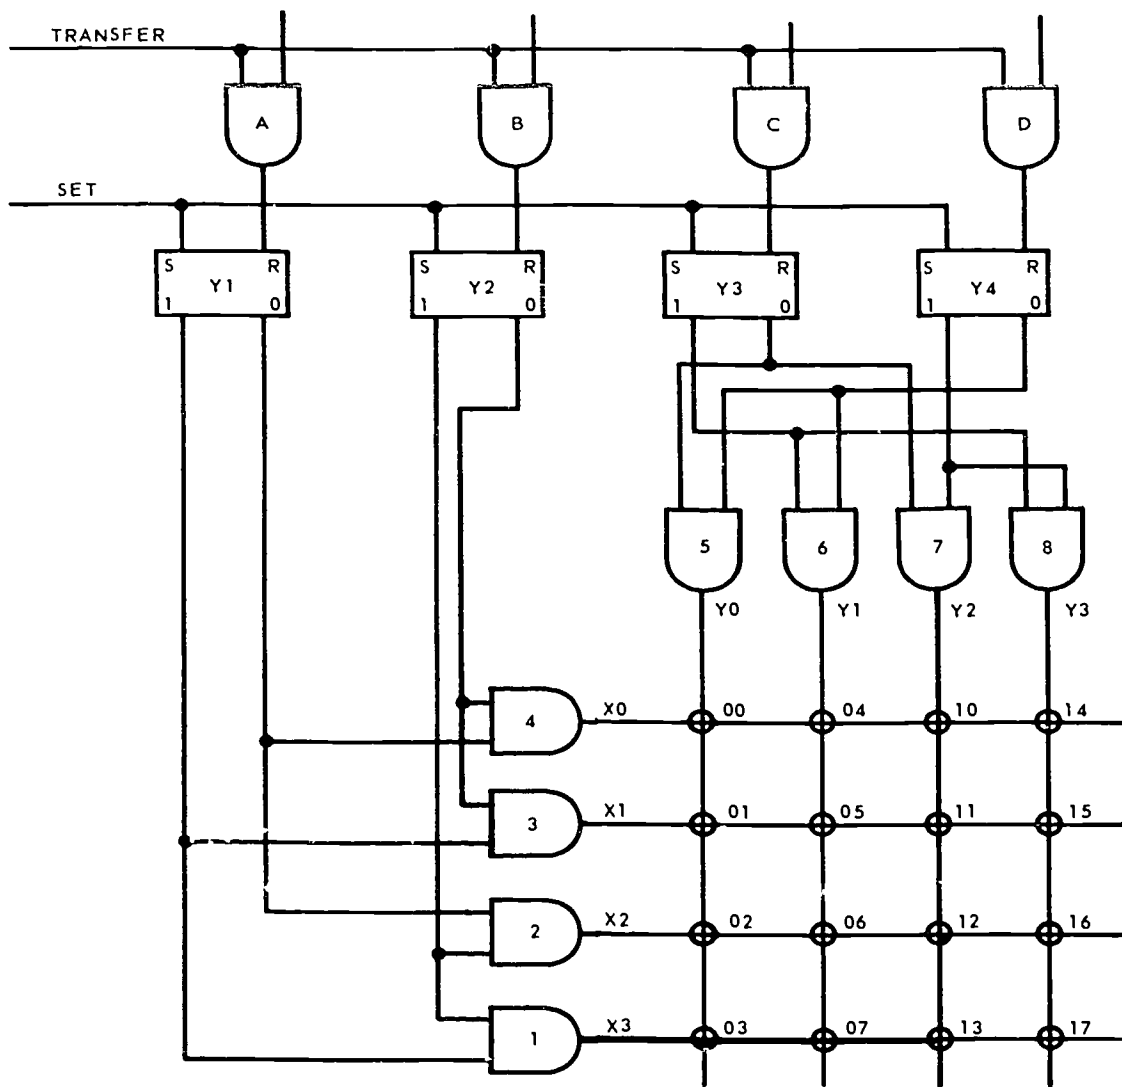 TRANSFER
A B C D
SET
S R S R S R S R
Y1 Y2 Y3 Y4
1 0 1 0 1 0 1 0
5 6 7 8
Y0 Y1 Y2 Y3
4 X0 00 04 10 14
3 X1 01 05 11 15
2 X2 02 06 12 16
1 X3 03 07 13 17